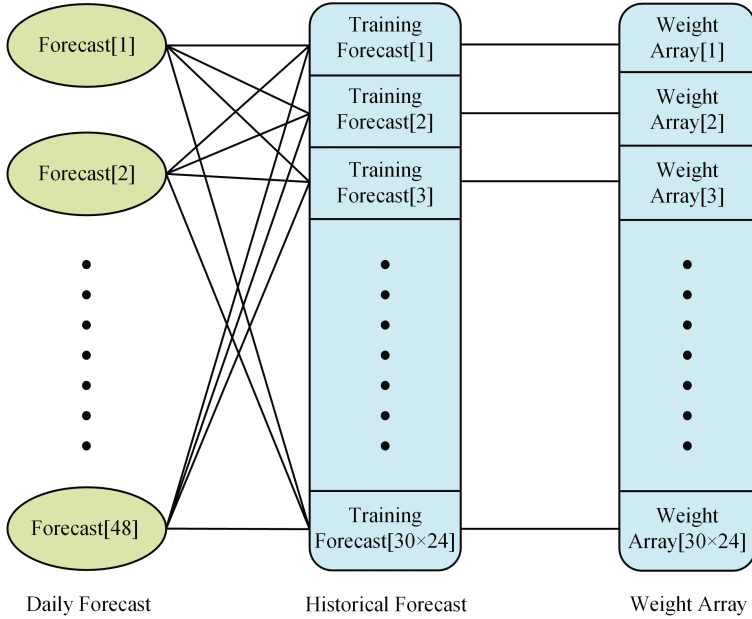 Forecast[1]
Forecast[2]
Forecast[48]
Daily Forecast
Training
Forecast[1]
Training
Forecast[2]
Training
Forecast[3]
Training
Forecast[30×24]
Historical Forecast
Weight
Array[1]
Weight
Array[2]
Weight
Array[3]
Weight
Array[30×24]
Weight Array